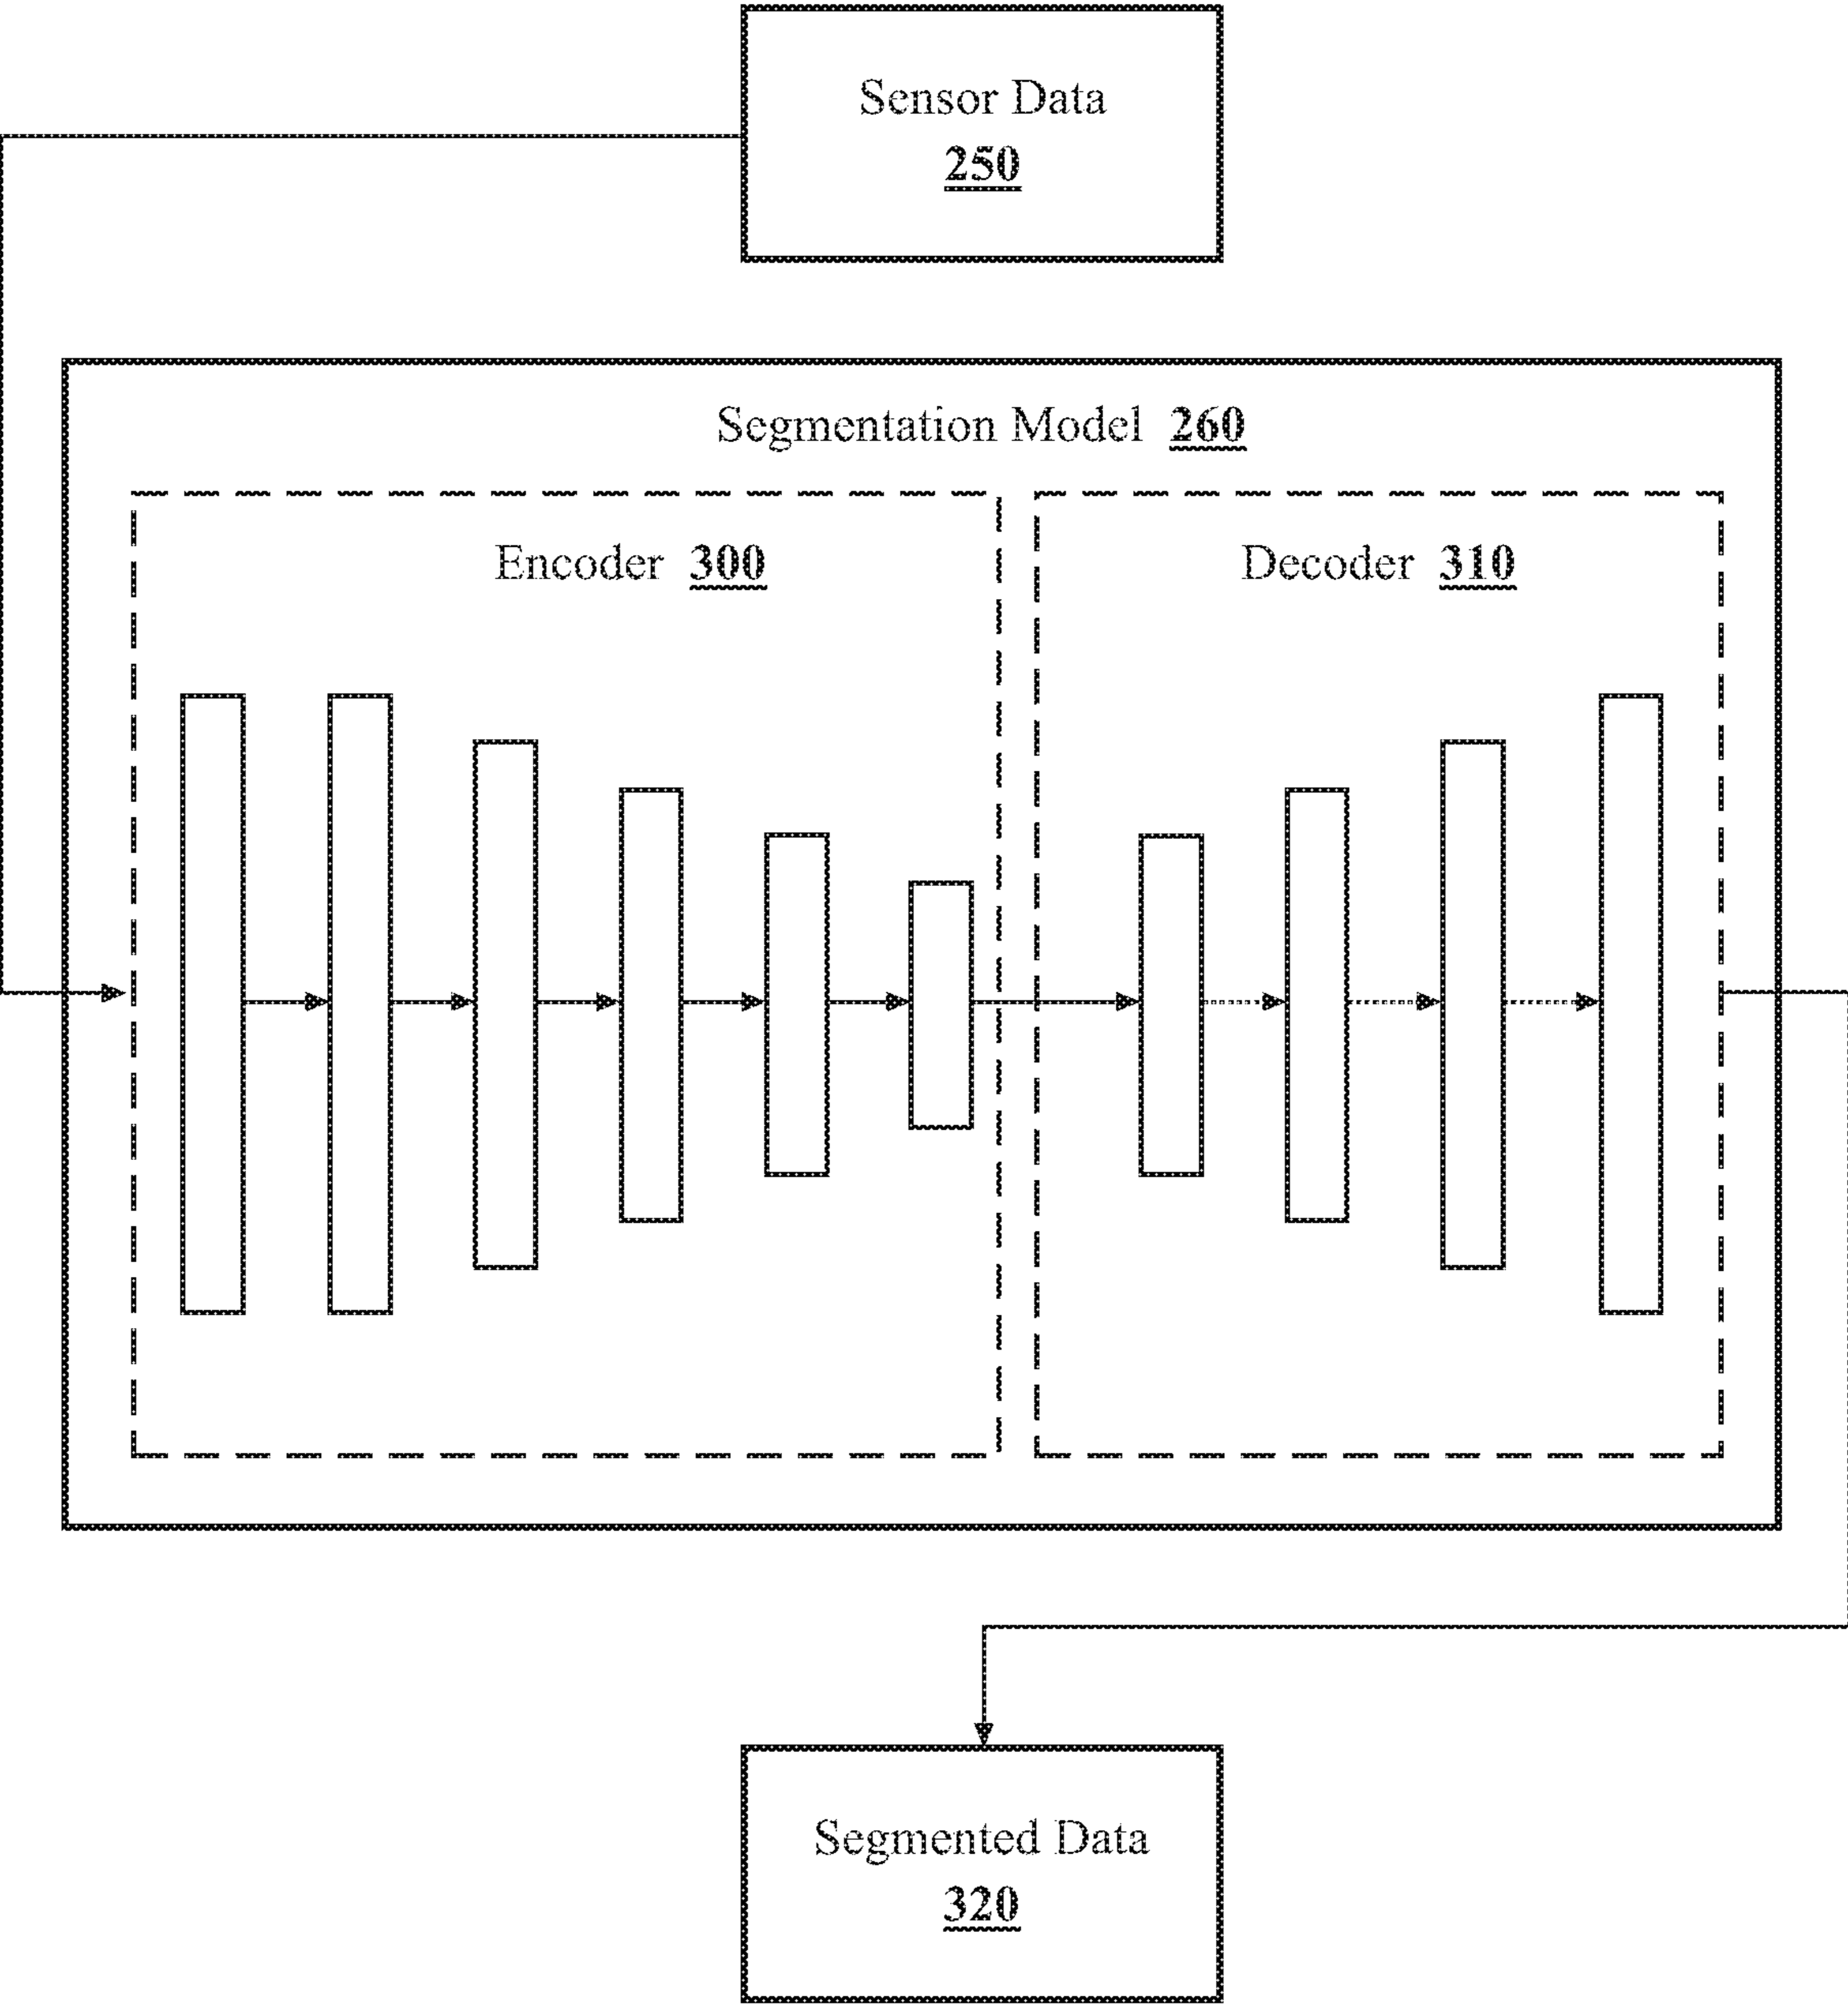 Sensor Data
250
Segmentation Model 260
Encoder 300
Decoder 310
Segmented Data
320